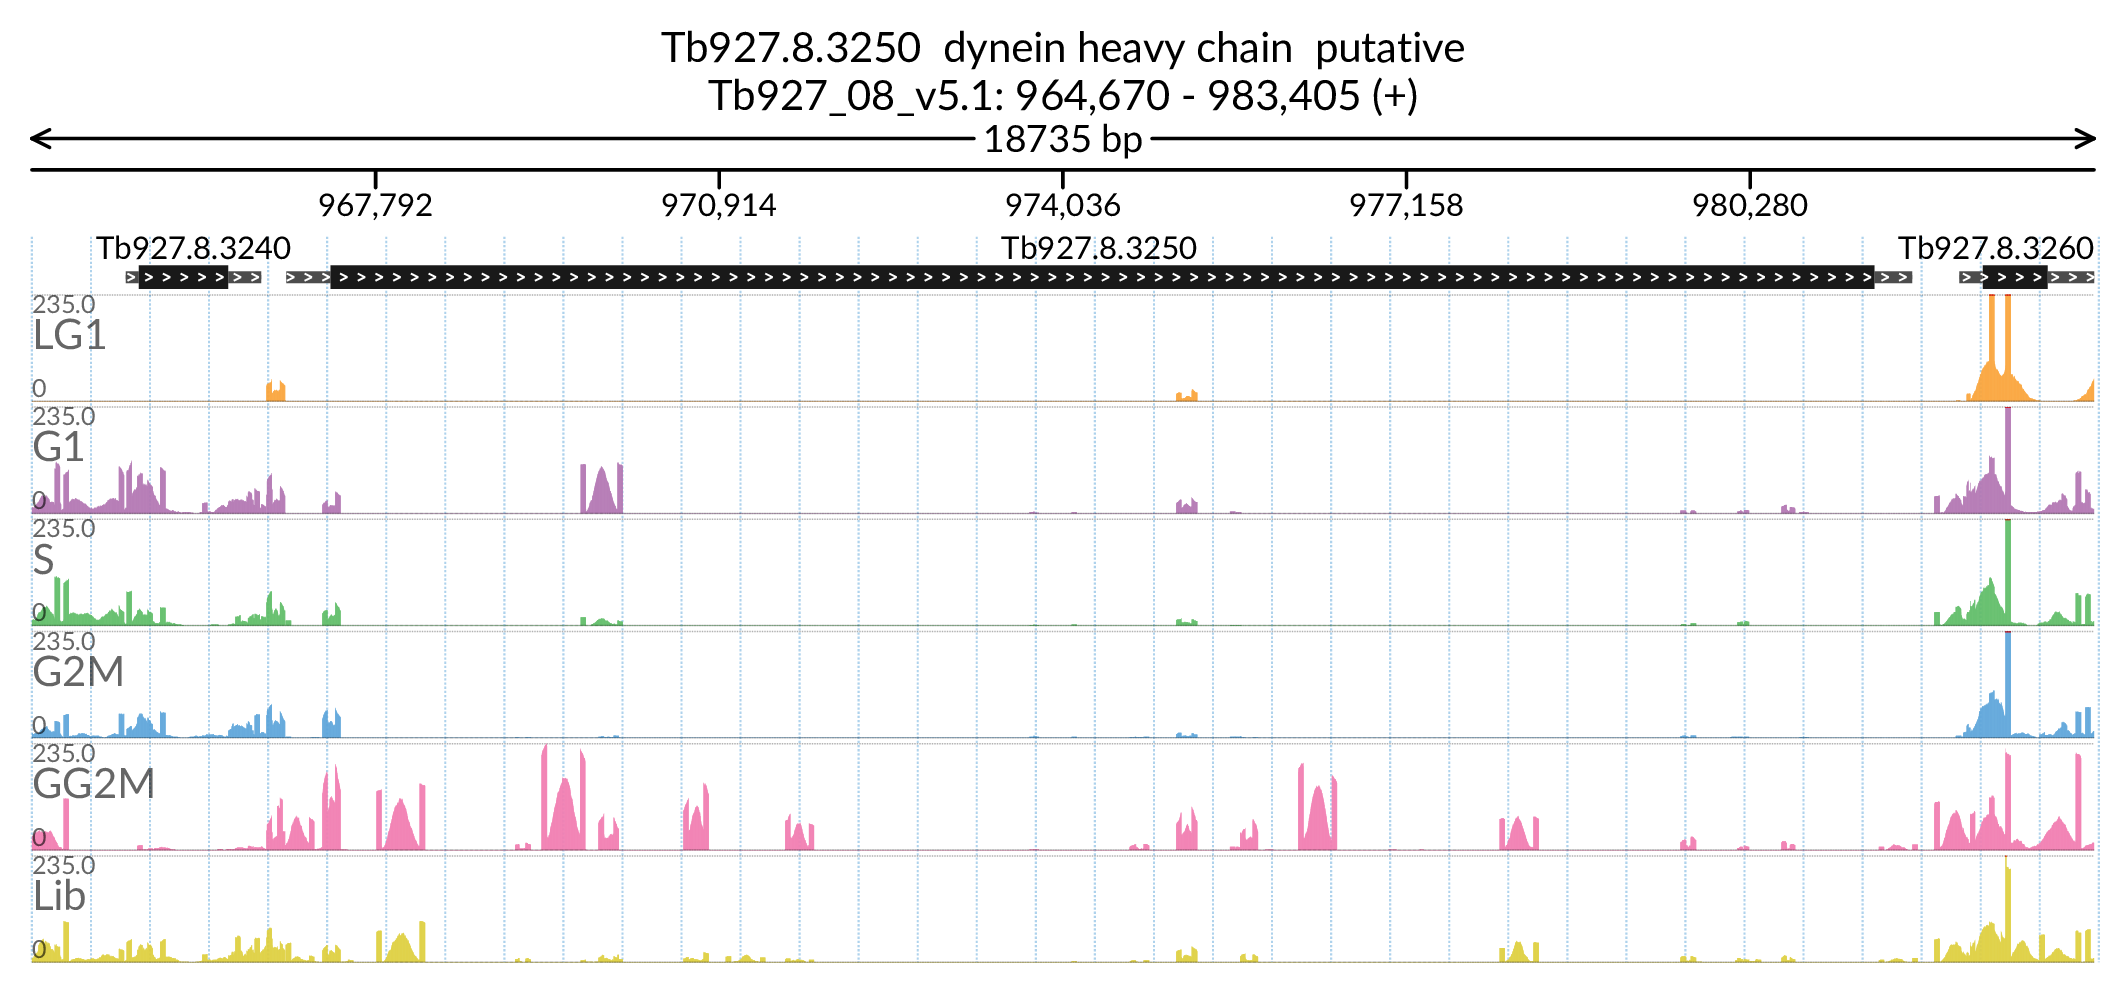 Tb927.8.3250  dynein heavy chain  putative
Tb927_08_v5.1: 964,670 - 983,405 (+)
18735 bp
967,792 970,914 974,036 977,158 980,280
Tb927.8.3240 Tb927.8.3250 Tb927.8.3260
235.0
LG1
0
235.0
G1
0
235.0
S
0
235.0
G2M
0
235.0
GG2M
0
235.0
Lib
0